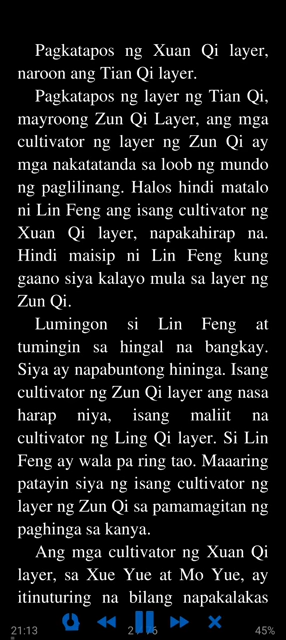 Pagkatapos ng Xuan Qi layer,
naroon ang Tian Qi layer.
Pagkatapos ng layer ng Tian Qi,
mayroong Zun Qi Layer, ang mga
cultivator ng layer ng Zun Qi ay
mga nakatatanda sa loob ng mundo
ng paglilinang. Halos hindi matalo
ni Lin Feng ang isang cultivator ng
Xuan Qi layer, napakahirap na.
Hindi maisip ni Lin Feng kung
gaano siya kalayo mula sa layer ng
Zun Qi.
Lumingon si Lin Feng at
tumingin sa hingal na bangkay.
Siya ay napabuntong hininga. Isang
cultivator ng Zun Qi layer ang nasa
harap niya, isang maliit na
cultivator ng Ling Qi layer. Si Lin
Feng ay wala pa ring tao. Maaaring
patayin siya ng isang cultivator ng
layer ng Zun Qi sa pamamagitan ng
paghinga sa kanya.
Ang mga cultivator ng Xuan Qi
layer, sa Xue Yue at Mo Yue, ay
itinuturing na bilang napakalakas
21:13 45%